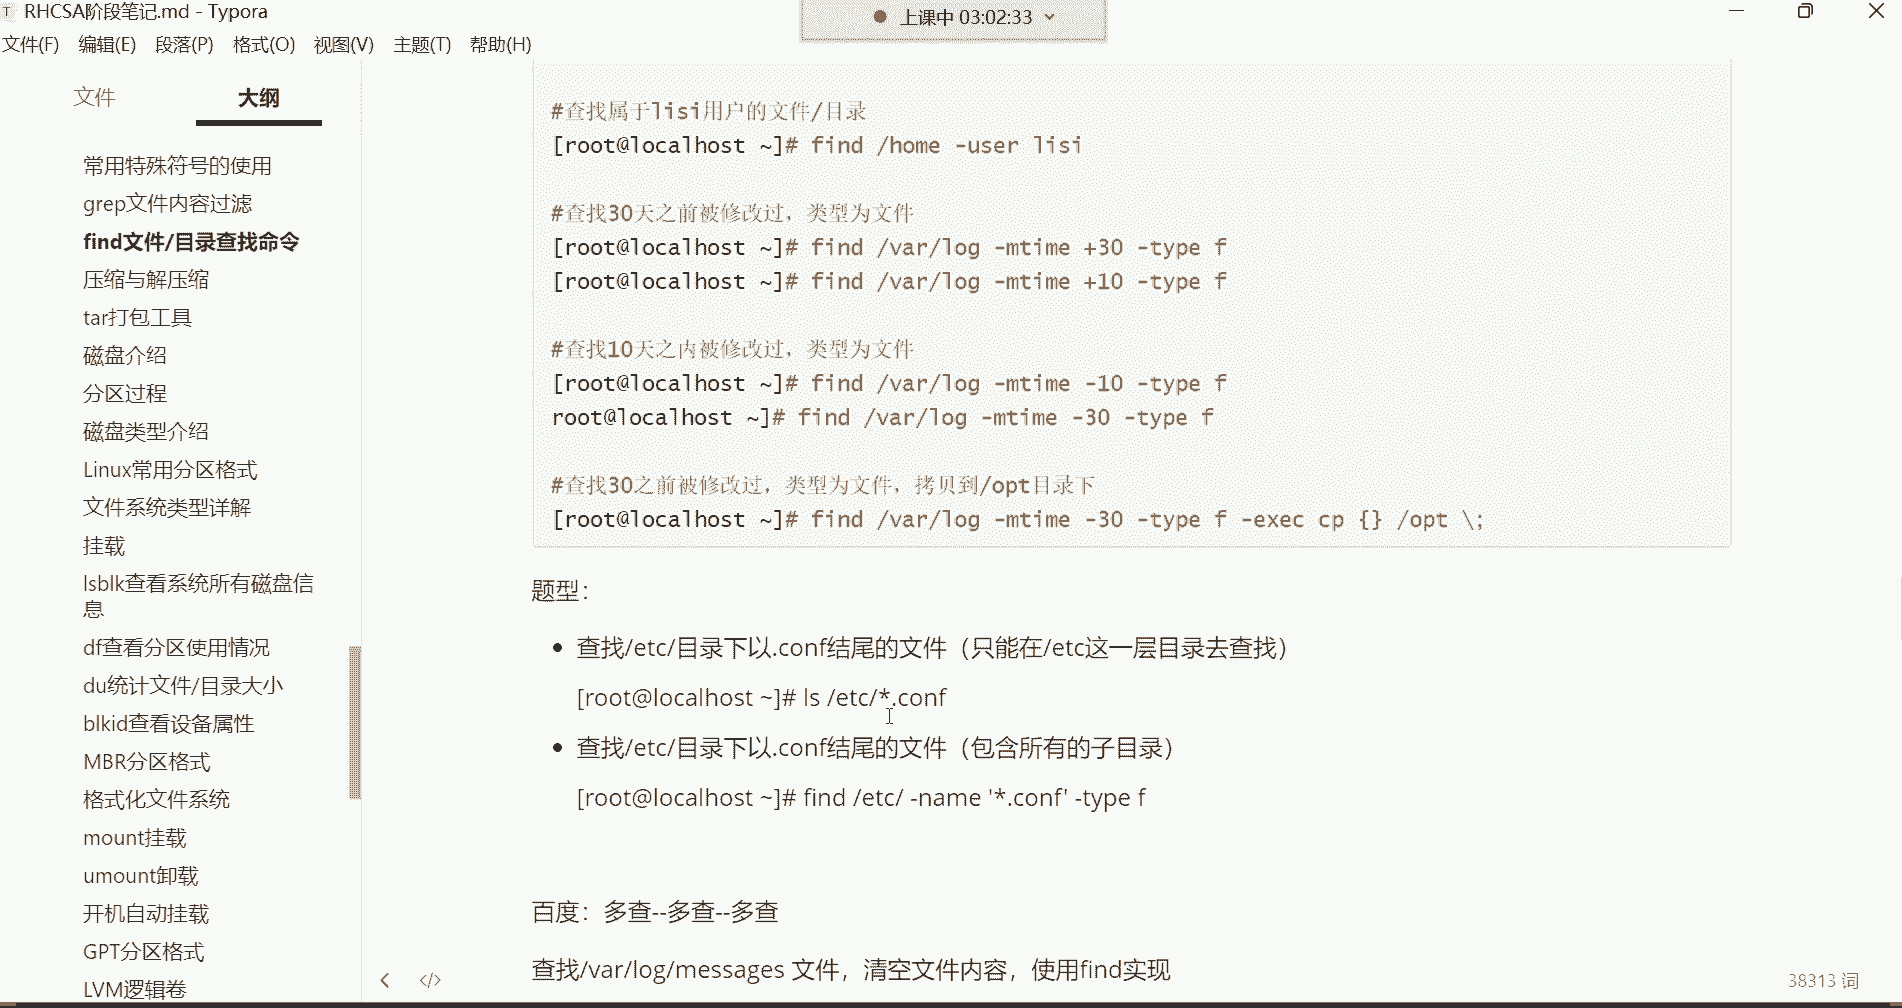 RHCSA阶段笔记.md - Typora
上课中 03:02:33
文件(F) 编辑(E) 段落(P) 格式(O) 视图(V) 主题(T) 帮助(H)
文件 大纲
常用特殊符号的使用
grep文件内容过滤
find文件/目录查找命令
压缩与解压缩
tar打包工具
磁盘介绍
分区过程
磁盘类型介绍
Linux常用分区格式
文件系统类型详解
挂载
lsblk查看系统所有磁盘信
息
df查看分区使用情况
du统计文件/目录大小
blkid查看设备属性
MBR分区格式
格式化文件系统
mount挂载
umount卸载
开机自动挂载
GPT分区格式
LVM逻辑卷
#查找属于lisi用户的文件/目录
[root@localhost ~]# find /home -user lisi
#查找30天之前被修改过，类型为文件
[root@localhost ~]# find /var/log -mtime +30 -type f
[root@localhost ~]# find /var/log -mtime +10 -type f
#查找10天之内被修改过，类型为文件
[root@localhost ~]# find /var/log -mtime -10 -type f
root@localhost ~]# find /var/log -mtime -30 -type f
#查找30之前被修改过，类型为文件，拷贝到/opt目录下
[root@localhost ~]# find /var/log -mtime -30 -type f -exec cp {} /opt \;
题型：
• 查找/etc/目录下以.conf结尾的文件（只能在/etc这一层目录去查找）
[root@localhost ~]# ls /etc/*.conf
• 查找/etc/目录下以.conf结尾的文件（包含所有的子目录）
[root@localhost ~]# find /etc/ -name '*.conf' -type f
百度：多查--多查--多查
查找/var/log/messages 文件，清空文件内容，使用find实现
38313 词